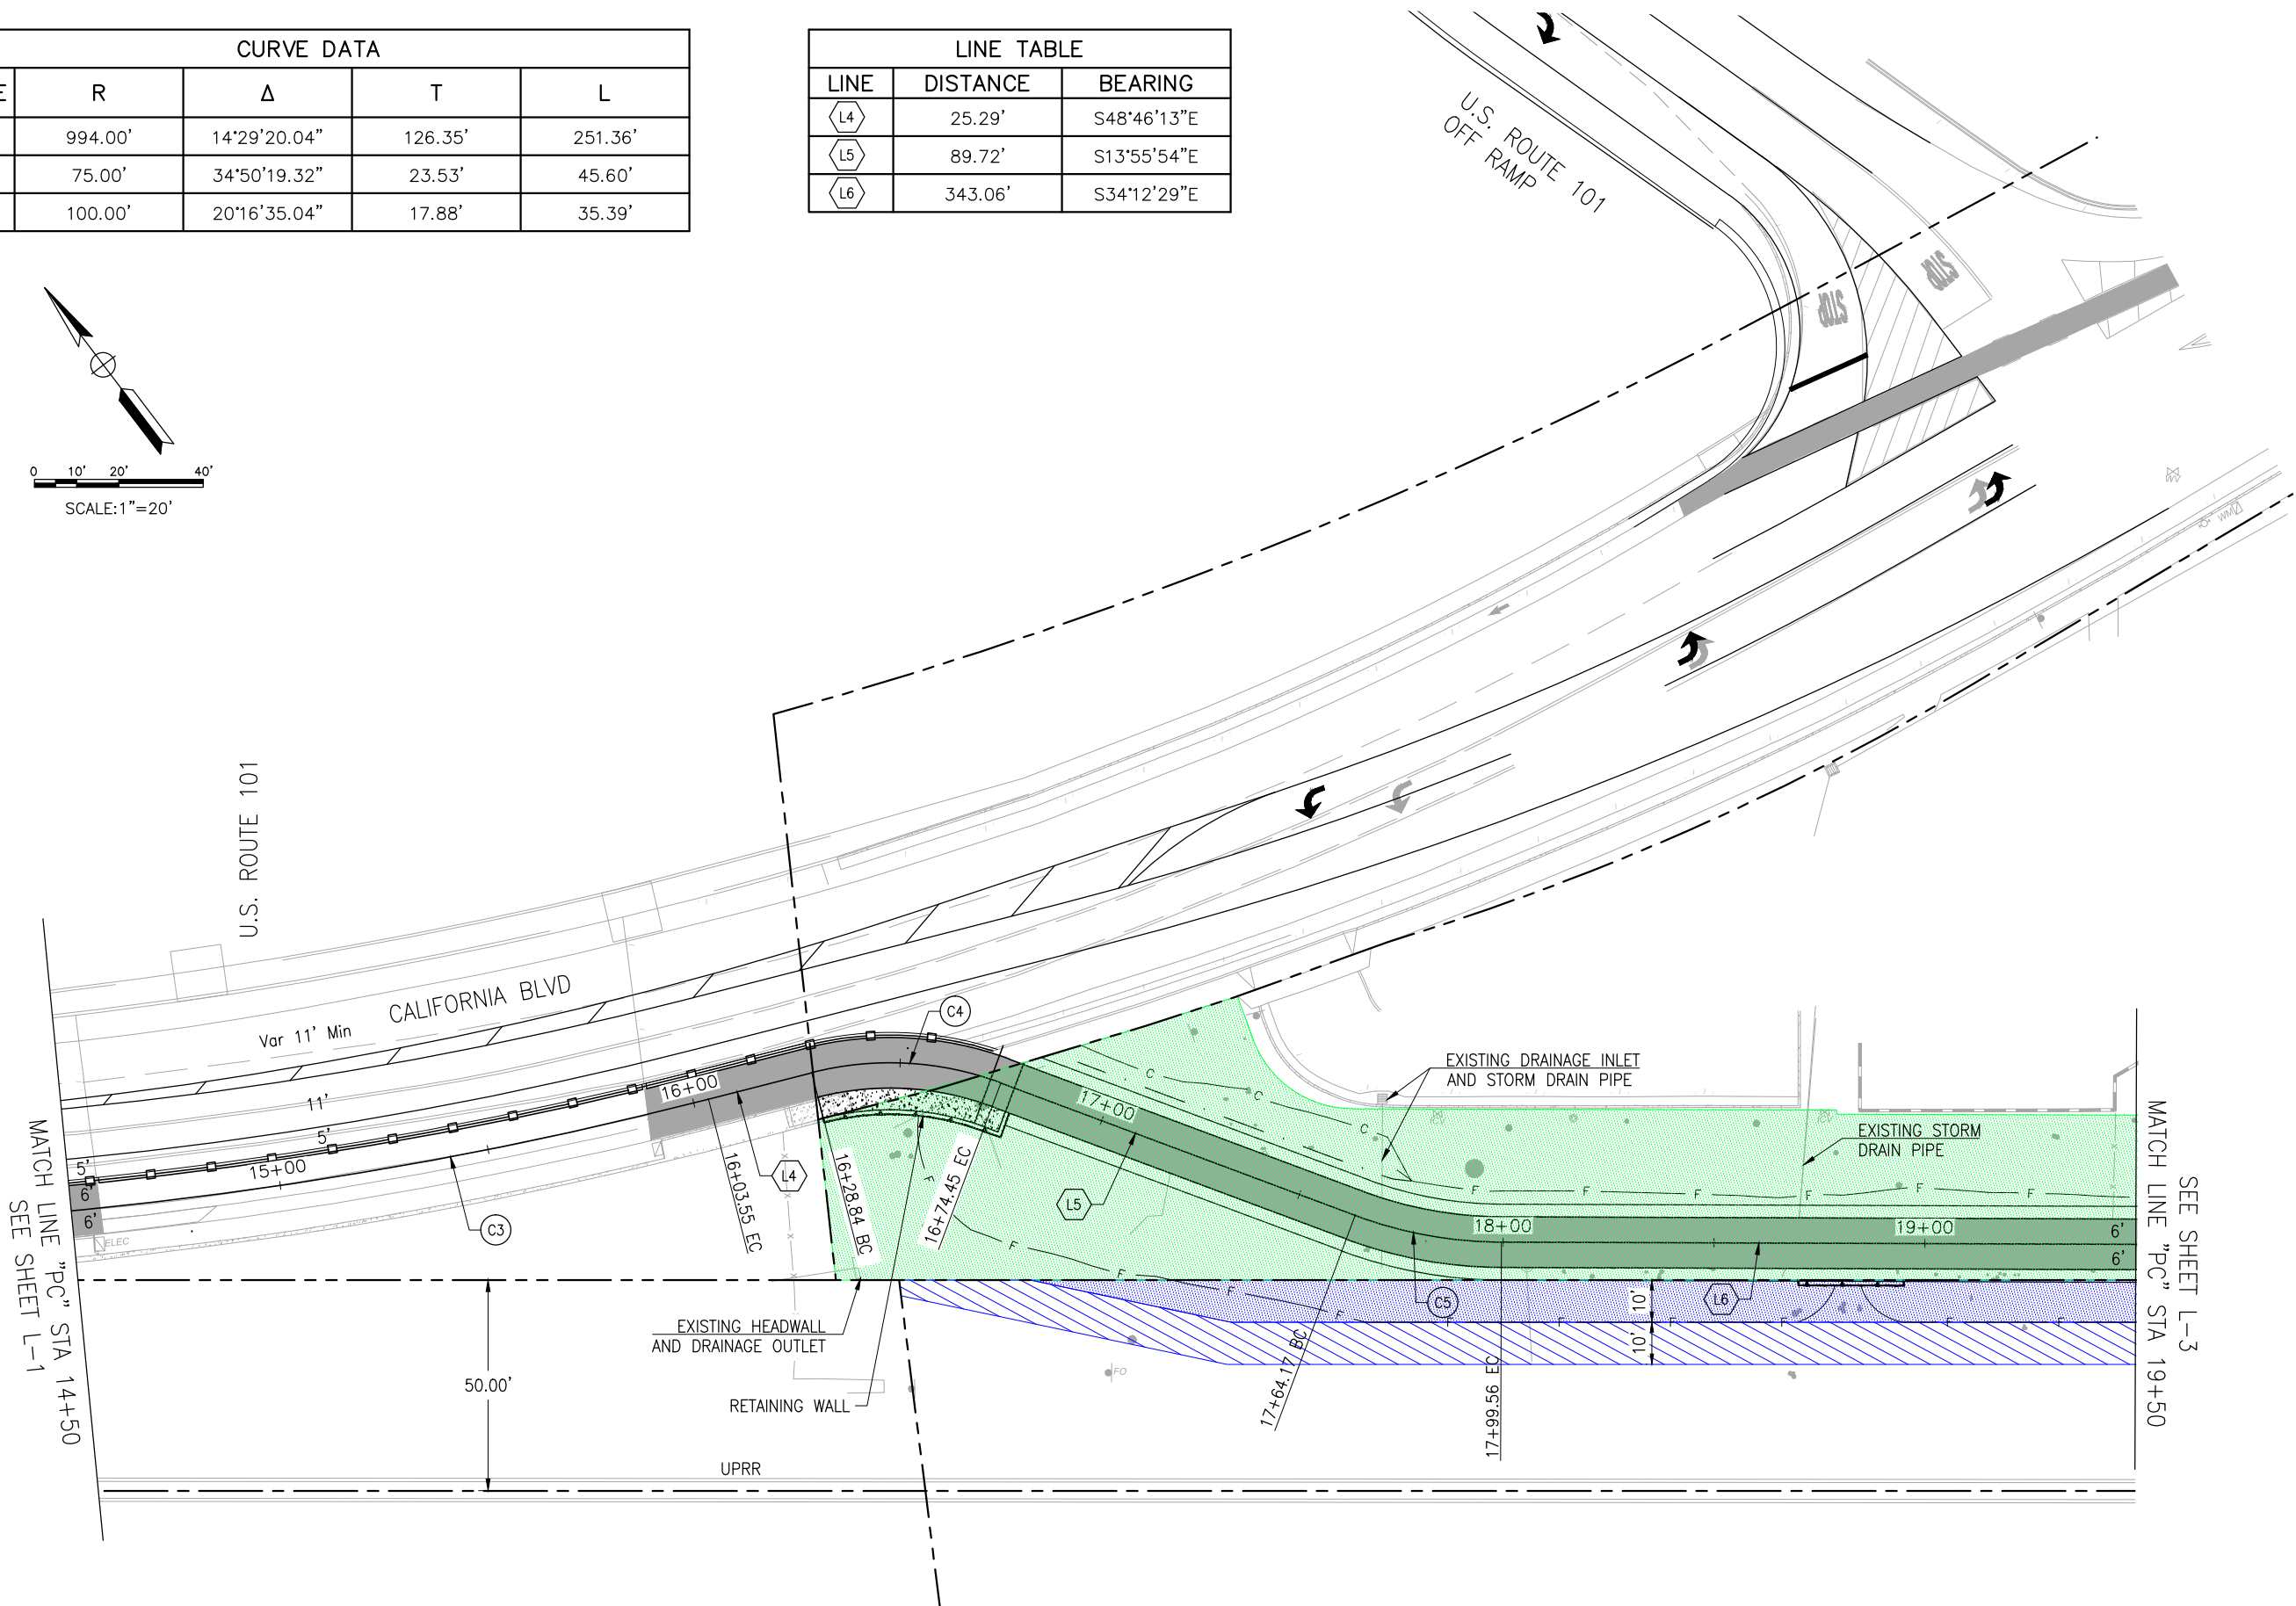 CURVE DATA
E R Δ T L
994.00' 14°29'20.04" 126.35' 251.36'
75.00' 34°50'19.32" 23.53' 45.60'
100.00' 20°16'35.04" 17.88' 35.39'
LINE TABLE
LINE DISTANCE BEARING
L4 25.29' S48°46'13"E
L5 89.72' S13°55'54"E
L6 343.06' S34°12'29"E
U.S. ROUTE 101
OFF RAMP
STOP
STOP
0 10' 20' 40'
SCALE:1"=20'
WM
U.S. ROUTE 101
CALIFORNIA BLVD
Var 11' Min
11'
5'
5'
6'
6'
15+00
16+00
C3
C4
L4
ELEC
16+03.55 EC
16+28.84 BC
16+74.45 EC
17+00
C
C
C
F
F
F
F
F
L5
EXISTING DRAINAGE INLET
AND STORM DRAIN PIPE
EXISTING STORM
DRAIN PIPE
ICV
ICV
F
F
F
F
F
F
18+00
19+00
6'
6'
C5
L6
10'
10'
F
F
F
F
F
F
17+64.17 BC
17+99.56 EC
EXISTING HEADWALL
AND DRAINAGE OUTLET
RETAINING WALL
FO
50.00'
UPRR
MATCH LINE "PC" STA 14+50
SEE SHEET L-1
MATCH LINE "PC" STA 19+50
SEE SHEET L-3